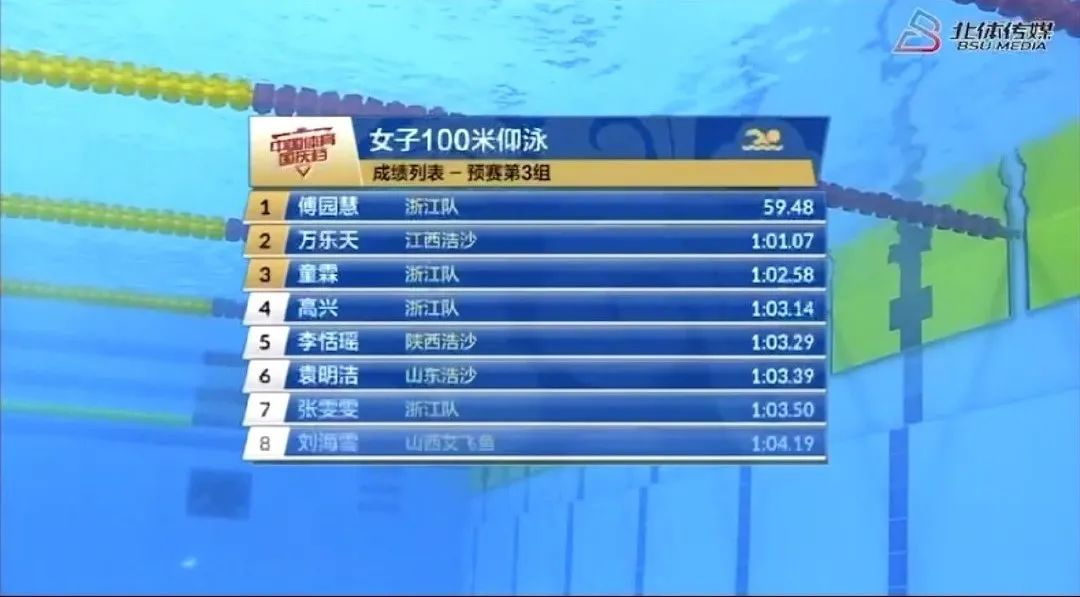 北体传媒
BSU MEDIA
中国体育
国庆档
女子100米仰泳
成绩列表 – 预赛第3组
1 傅园慧 浙江队 59.48
2 万乐天 江西浩沙 1:01.07
3 童霖 浙江队 1:02.58
4 高兴 浙江队 1:03.14
5 李恬瑶 陕西浩沙 1:03.29
6 袁明洁 山东浩沙 1:03.39
7 张雯雯 浙江队 1:03.50
8 刘海雪 山西女飞鱼 1:04.19